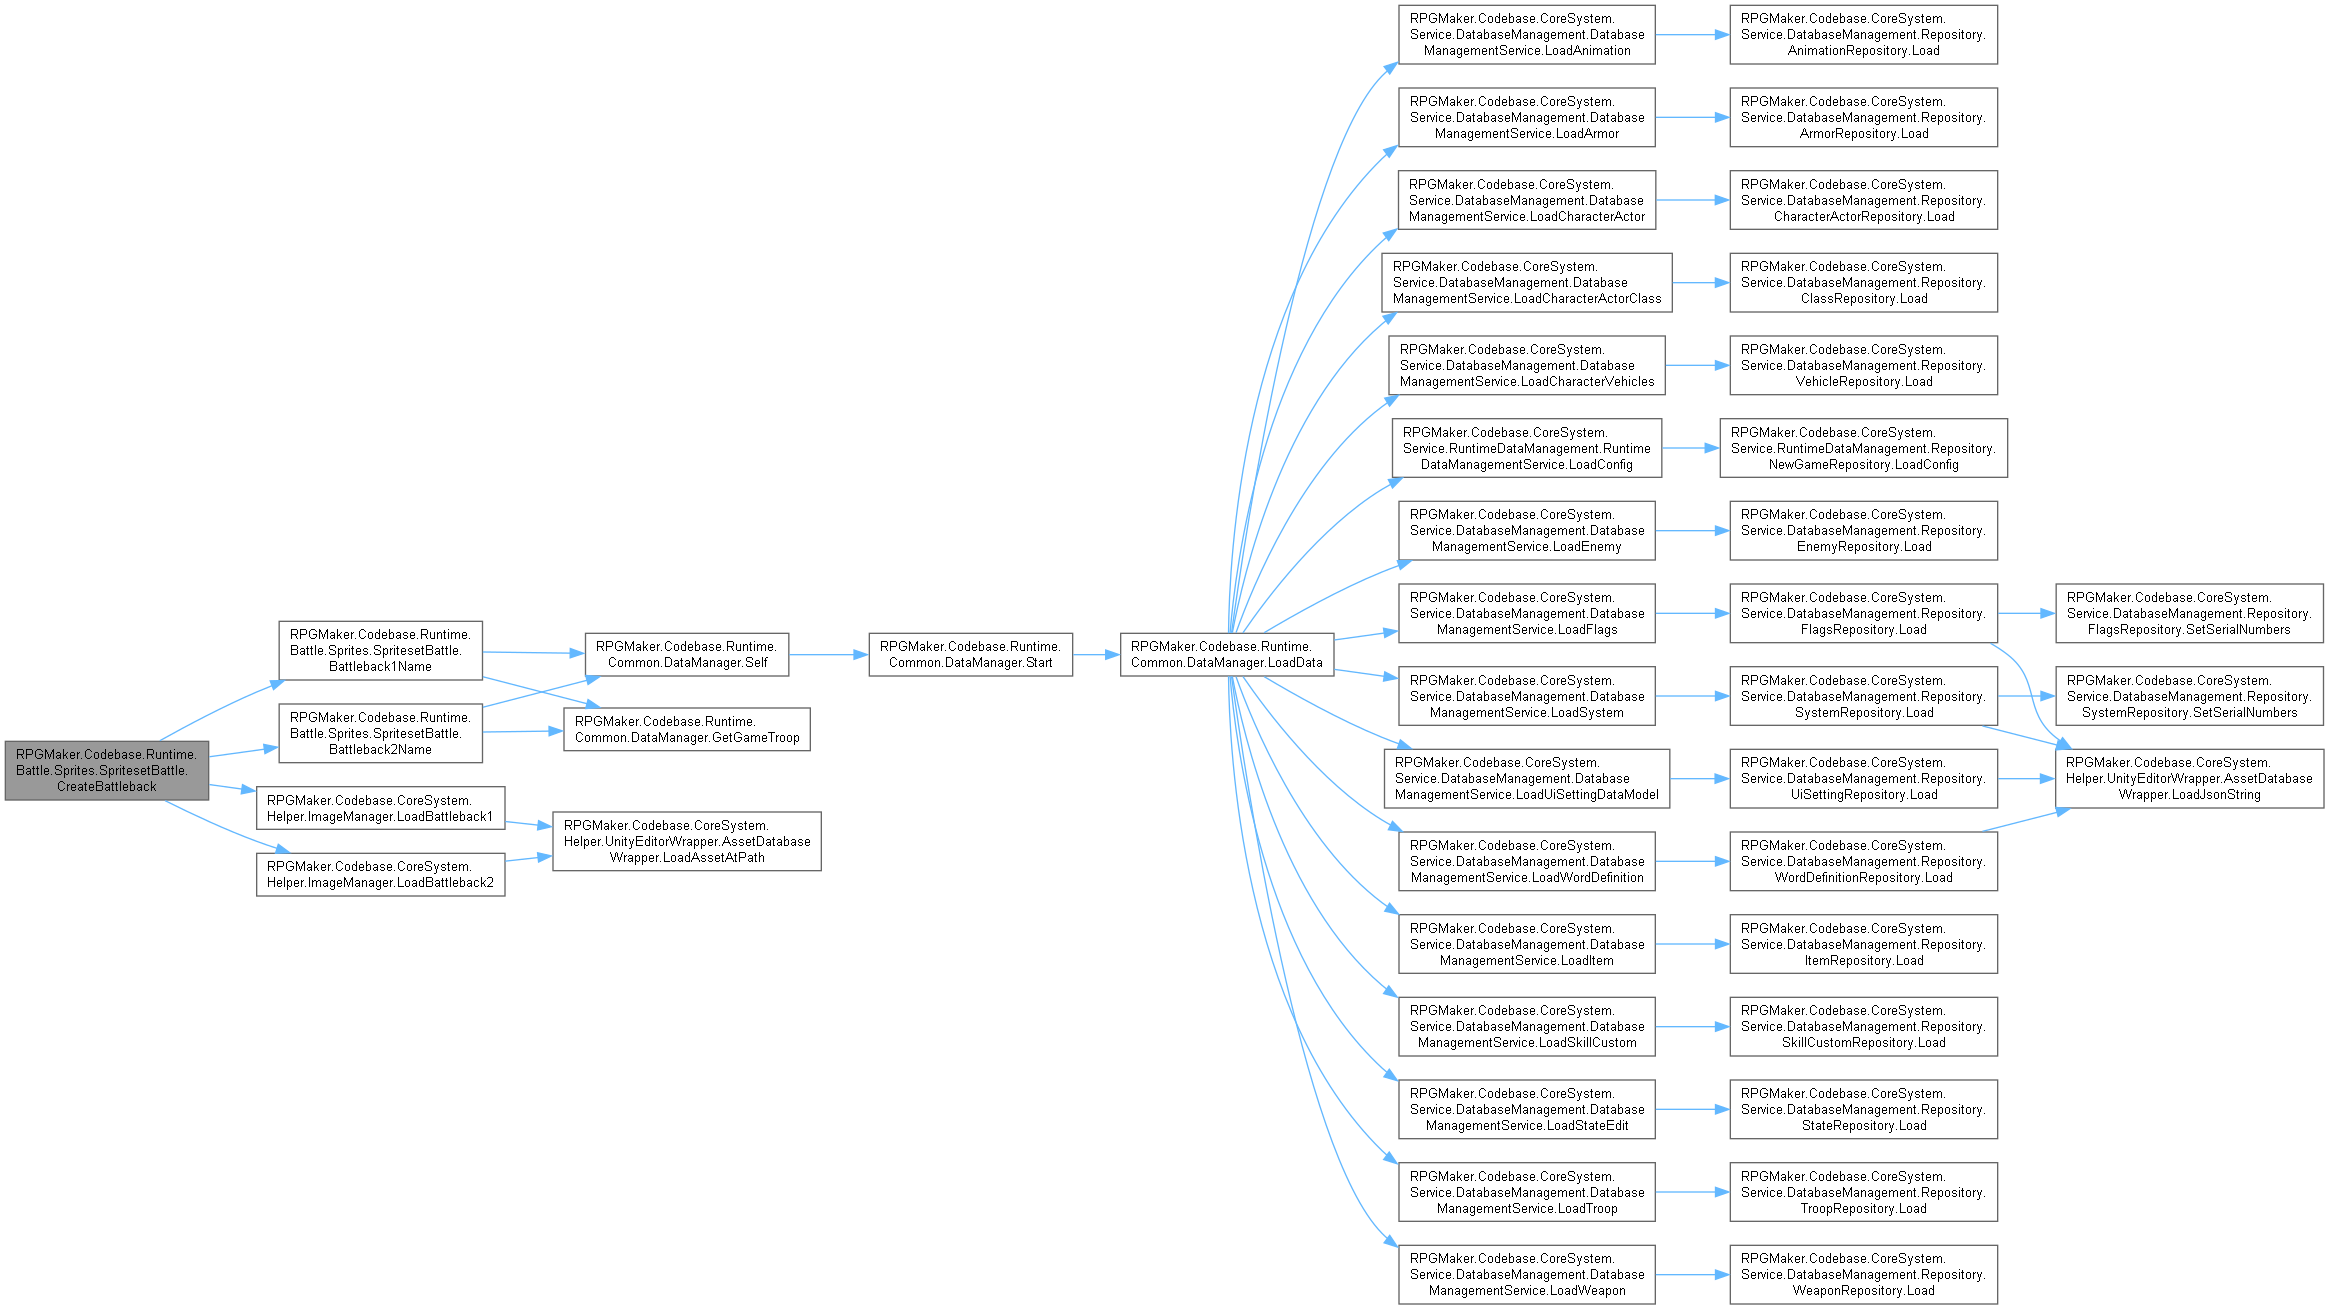 RPGMaker.Codebase.Runtime.
Battle.Sprites.SpritesetBattle.
CreateBattleback
RPGMaker.Codebase.Runtime.
Battle.Sprites.SpritesetBattle.
Battleback1Name
RPGMaker.Codebase.Runtime.
Battle.Sprites.SpritesetBattle.
Battleback2Name
RPGMaker.Codebase.CoreSystem.
Helper.ImageManager.LoadBattleback1
RPGMaker.Codebase.CoreSystem.
Helper.ImageManager.LoadBattleback2
RPGMaker.Codebase.Runtime.
Common.DataManager.Self
RPGMaker.Codebase.Runtime.
Common.DataManager.GetGameTroop
RPGMaker.Codebase.CoreSystem.
Helper.UnityEditorWrapper.AssetDatabase
Wrapper.LoadAssetAtPath
RPGMaker.Codebase.Runtime.
Common.DataManager.Start
RPGMaker.Codebase.Runtime.
Common.DataManager.LoadData
RPGMaker.Codebase.CoreSystem.
Service.DatabaseManagement.Database
ManagementService.LoadAnimation
RPGMaker.Codebase.CoreSystem.
Service.DatabaseManagement.Database
ManagementService.LoadArmor
RPGMaker.Codebase.CoreSystem.
Service.DatabaseManagement.Database
ManagementService.LoadCharacterActor
RPGMaker.Codebase.CoreSystem.
Service.DatabaseManagement.Database
ManagementService.LoadCharacterActorClass
RPGMaker.Codebase.CoreSystem.
Service.DatabaseManagement.Database
ManagementService.LoadCharacterVehicles
RPGMaker.Codebase.CoreSystem.
Service.RuntimeDataManagement.Runtime
DataManagementService.LoadConfig
RPGMaker.Codebase.CoreSystem.
Service.DatabaseManagement.Database
ManagementService.LoadEnemy
RPGMaker.Codebase.CoreSystem.
Service.DatabaseManagement.Database
ManagementService.LoadFlags
RPGMaker.Codebase.CoreSystem.
Service.DatabaseManagement.Database
ManagementService.LoadSystem
RPGMaker.Codebase.CoreSystem.
Service.DatabaseManagement.Database
ManagementService.LoadUiSettingDataModel
RPGMaker.Codebase.CoreSystem.
Service.DatabaseManagement.Database
ManagementService.LoadWordDefinition
RPGMaker.Codebase.CoreSystem.
Service.DatabaseManagement.Database
ManagementService.LoadItem
RPGMaker.Codebase.CoreSystem.
Service.DatabaseManagement.Database
ManagementService.LoadSkillCustom
RPGMaker.Codebase.CoreSystem.
Service.DatabaseManagement.Database
ManagementService.LoadStateEdit
RPGMaker.Codebase.CoreSystem.
Service.DatabaseManagement.Database
ManagementService.LoadTroop
RPGMaker.Codebase.CoreSystem.
Service.DatabaseManagement.Database
ManagementService.LoadWeapon
RPGMaker.Codebase.CoreSystem.
Service.DatabaseManagement.Repository.
AnimationRepository.Load
RPGMaker.Codebase.CoreSystem.
Service.DatabaseManagement.Repository.
ArmorRepository.Load
RPGMaker.Codebase.CoreSystem.
Service.DatabaseManagement.Repository.
CharacterActorRepository.Load
RPGMaker.Codebase.CoreSystem.
Service.DatabaseManagement.Repository.
ClassRepository.Load
RPGMaker.Codebase.CoreSystem.
Service.DatabaseManagement.Repository.
VehicleRepository.Load
RPGMaker.Codebase.CoreSystem.
Service.RuntimeDataManagement.Repository.
NewGameRepository.LoadConfig
RPGMaker.Codebase.CoreSystem.
Service.DatabaseManagement.Repository.
EnemyRepository.Load
RPGMaker.Codebase.CoreSystem.
Service.DatabaseManagement.Repository.
FlagsRepository.Load
RPGMaker.Codebase.CoreSystem.
Service.DatabaseManagement.Repository.
SystemRepository.Load
RPGMaker.Codebase.CoreSystem.
Service.DatabaseManagement.Repository.
UiSettingRepository.Load
RPGMaker.Codebase.CoreSystem.
Service.DatabaseManagement.Repository.
WordDefinitionRepository.Load
RPGMaker.Codebase.CoreSystem.
Service.DatabaseManagement.Repository.
ItemRepository.Load
RPGMaker.Codebase.CoreSystem.
Service.DatabaseManagement.Repository.
SkillCustomRepository.Load
RPGMaker.Codebase.CoreSystem.
Service.DatabaseManagement.Repository.
StateRepository.Load
RPGMaker.Codebase.CoreSystem.
Service.DatabaseManagement.Repository.
TroopRepository.Load
RPGMaker.Codebase.CoreSystem.
Service.DatabaseManagement.Repository.
WeaponRepository.Load
RPGMaker.Codebase.CoreSystem.
Service.DatabaseManagement.Repository.
FlagsRepository.SetSerialNumbers
RPGMaker.Codebase.CoreSystem.
Service.DatabaseManagement.Repository.
SystemRepository.SetSerialNumbers
RPGMaker.Codebase.CoreSystem.
Helper.UnityEditorWrapper.AssetDatabase
Wrapper.LoadJsonString